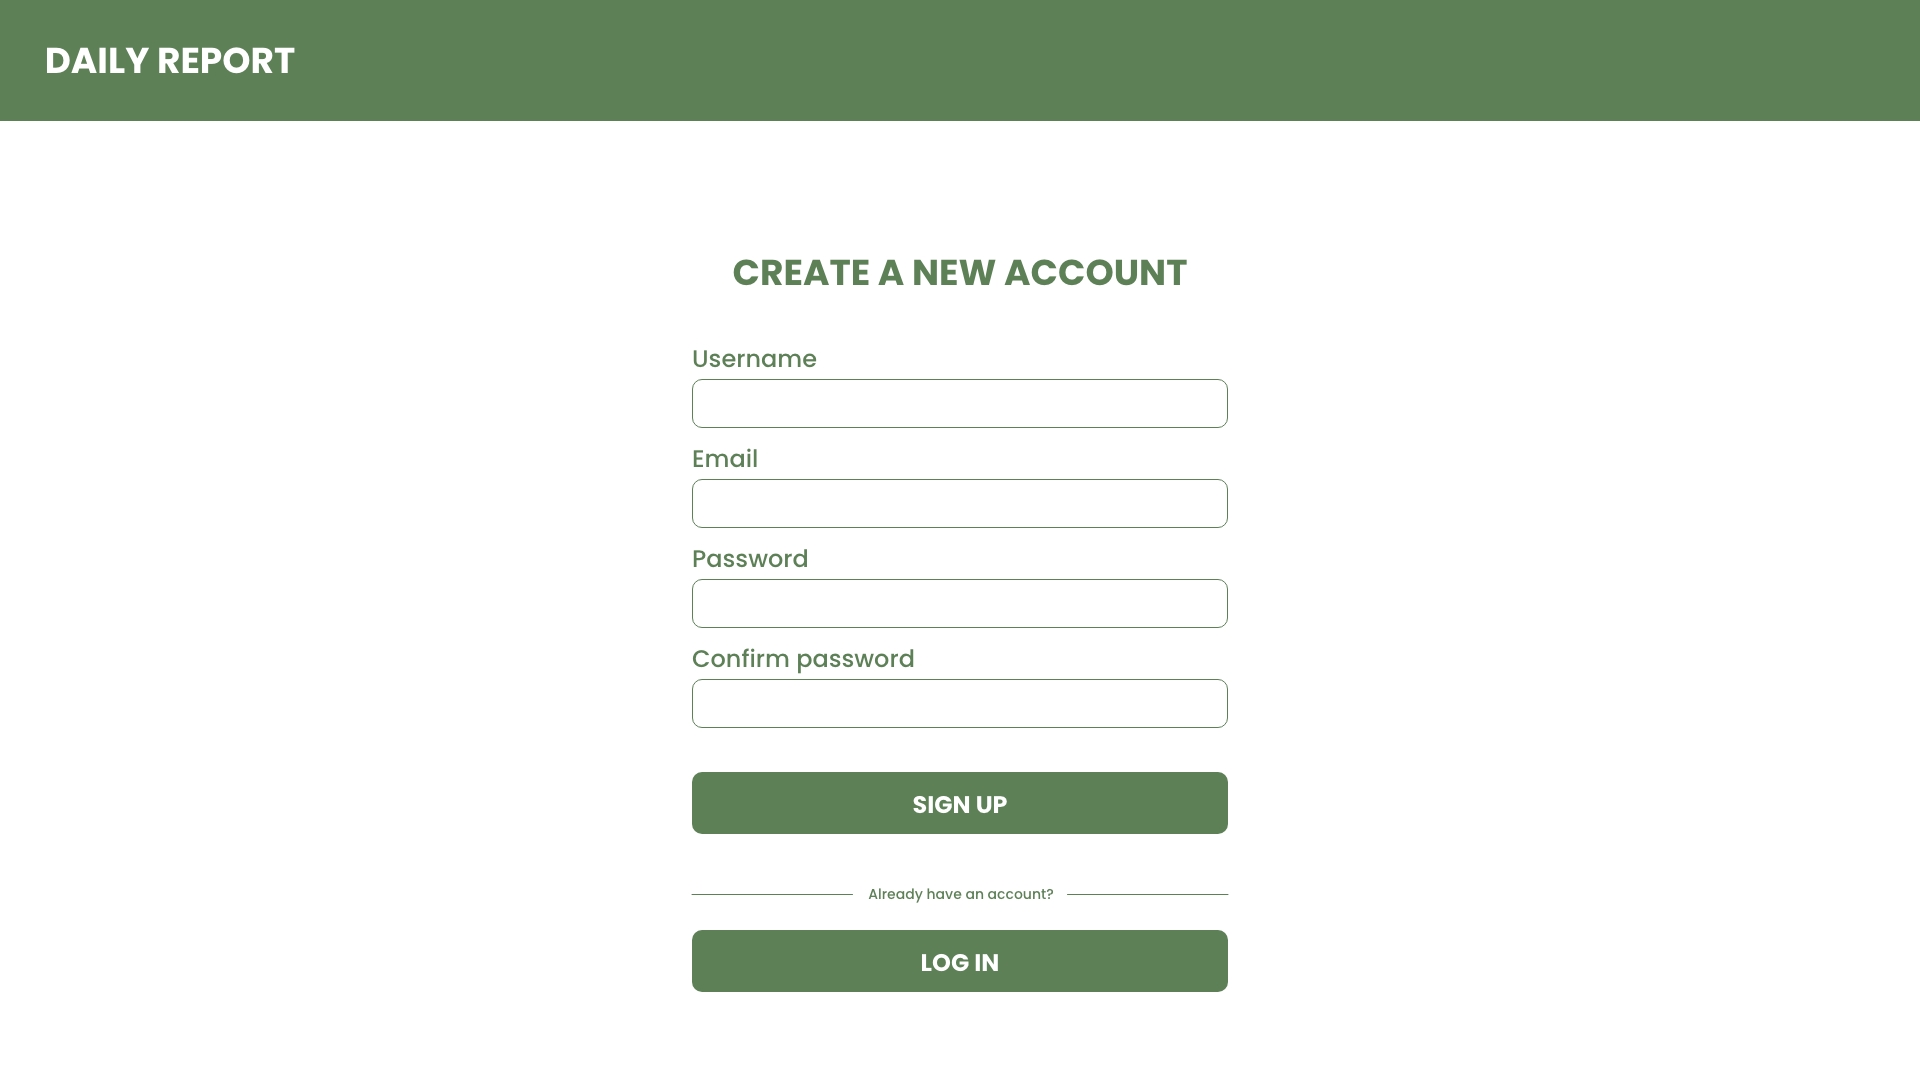 DAILY REPORT
CREATE A NEW ACCOUNT
Username
Email
Password
Confirm password
SIGN UP
Already have an account?
LOG IN